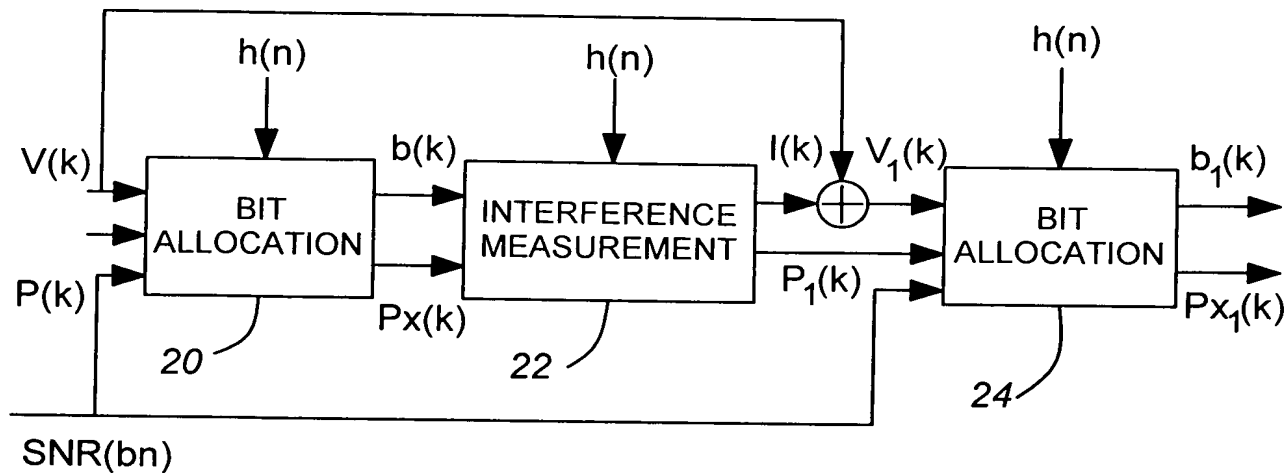 h(n)
h(n)
h(n)
V(k)
b(k)
I(k)
V₁(k)
b₁(k)
BIT
ALLOCATION
INTERFERENCE
MEASUREMENT
BIT
ALLOCATION
P(k)
Px(k)
P₁(k)
Px₁(k)
20
22
24
SNR(bn)